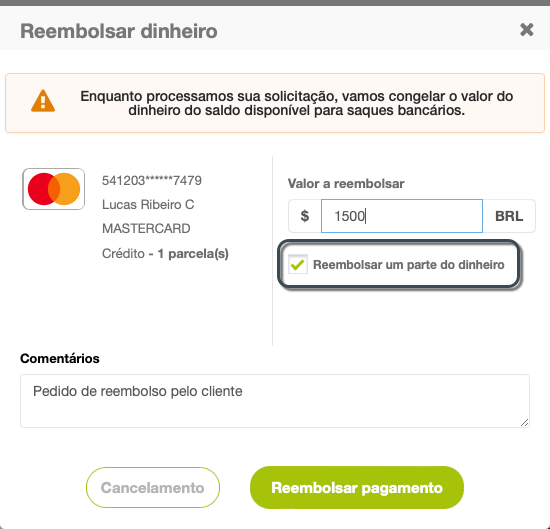 Reembolsar dinheiro
Enquanto processamos sua solicitação, vamos congelar o valor do
dinheiro do saldo disponível para saques bancários.
541203******7479
Lucas Ribeiro C
MASTERCARD
Crédito - 1 parcela(s)
Valor a reembolsar
$ 1500 BRL
Reembolsar um parte do dinheiro
Comentários
Pedido de reembolso pelo cliente
Cancelamento
Reembolsar pagamento